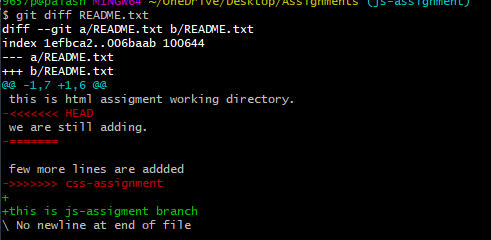 9657p@palash MINGW64 ~/OneDrive/Desktop/Assignments (js-assignment)
$ git diff README.txt
diff --git a/README.txt b/README.txt
index 1efbca2..006baab 100644
--- a/README.txt
+++ b/README.txt
@@ -1,7 +1,6 @@
 this is html assigment working directory.
-<<<<<<< HEAD
 we are still adding.
-=======

 few more lines are addded
->>>>>>> css-assignment
+
+this is js-assigment branch
\ No newline at end of file